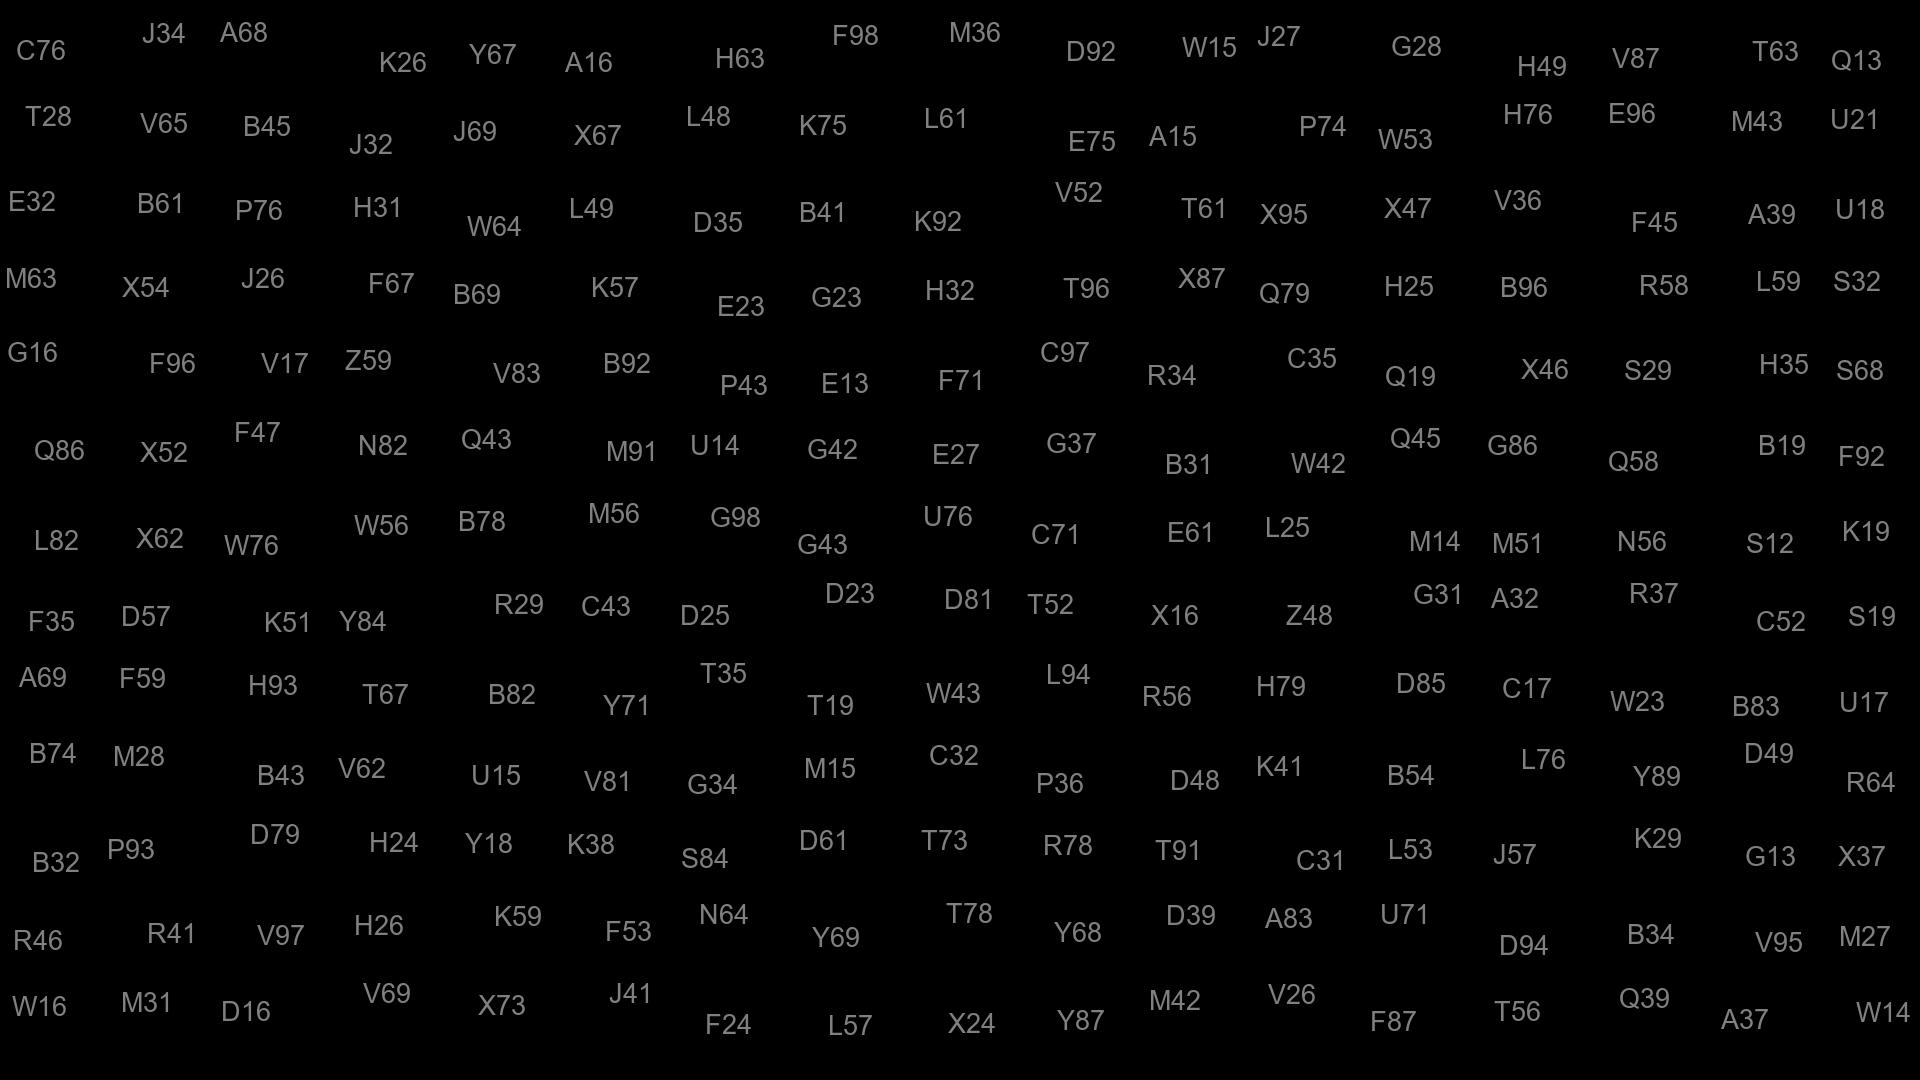 C76 J34 A68 K26 Y67 A16 H63 F98 M36 D92 W15 J27 G28 H49 V87 T63 Q13
T28 V65 B45 J32 J69 X67 L48 K75 L61 E75 A15 P74 W53 H76 E96 M43 U21
E32 B61 P76 H31 W64 L49 D35 B41 K92 V52 T61 X95 X47 V36 F45 A39 U18
M63 X54 J26 F67 B69 K57 E23 G23 H32 T96 X87 Q79 H25 B96 R58 L59 S32
G16 F96 V17 Z59 V83 B92 P43 E13 F71 C97 R34 C35 Q19 X46 S29 H35 S68
Q86 X52 F47 N82 Q43 M91 U14 G42 E27 G37 B31 W42 Q45 G86 Q58 B19 F92
L82 X62 W76 W56 B78 M56 G98 G43 U76 C71 E61 L25 M14 M51 N56 S12 K19
F35 D57 K51 Y84 R29 C43 D25 D23 D81 T52 X16 Z48 G31 A32 R37 C52 S19
A69 F59 H93 T67 B82 Y71 T35 T19 W43 L94 R56 H79 D85 C17 W23 B83 U17
B74 M28 B43 V62 U15 V81 G34 M15 C32 P36 D48 K41 B54 L76 Y89 D49 R64
B32 P93 D79 H24 Y18 K38 S84 D61 T73 R78 T91 C31 L53 J57 K29 G13 X37
R46 R41 V97 H26 K59 F53 N64 Y69 T78 Y68 D39 A83 U71 D94 B34 V95 M27
W16 M31 D16 V69 X73 J41 F24 L57 X24 Y87 M42 V26 F87 T56 Q39 A37 W14